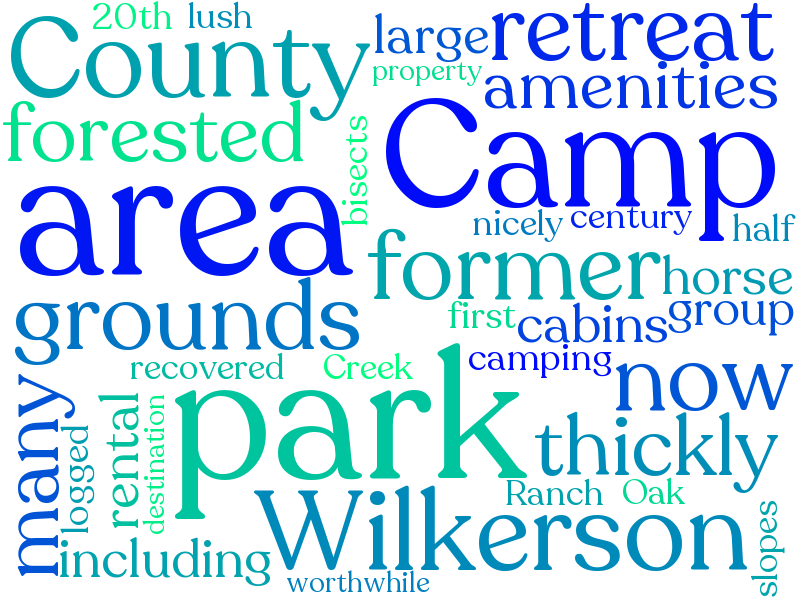 20th lush
County
large retreat
property
amenities
forested
bisects
Camp
area
nicely century half
former horse
grounds
first cabins group
recovered Creek camping
now
many
logged
rental
destination
park
thickly
Ranch Oak
Wilkerson
slopes
including
worthwhile